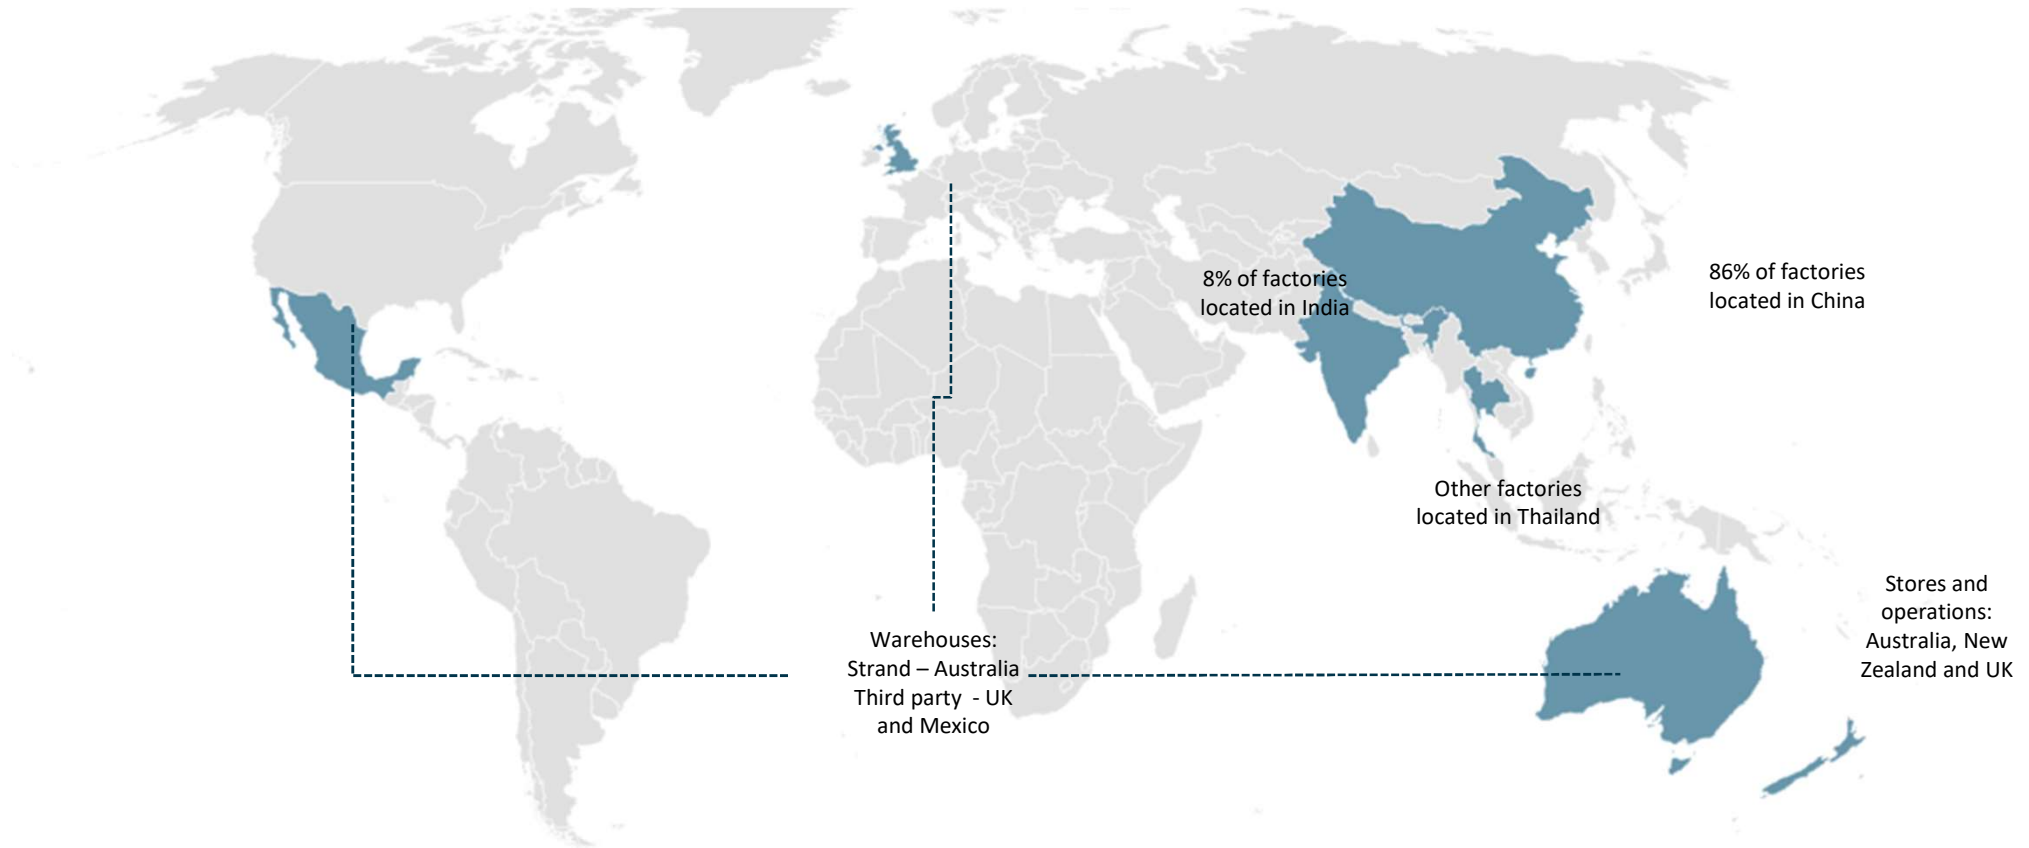 8% of factories
located in India
86% of factories
located in China
Other factories
located in Thailand
Stores and
operations:
Australia, New
Zealand and UK
Warehouses:
Strand – Australia
Third party  - UK
and Mexico